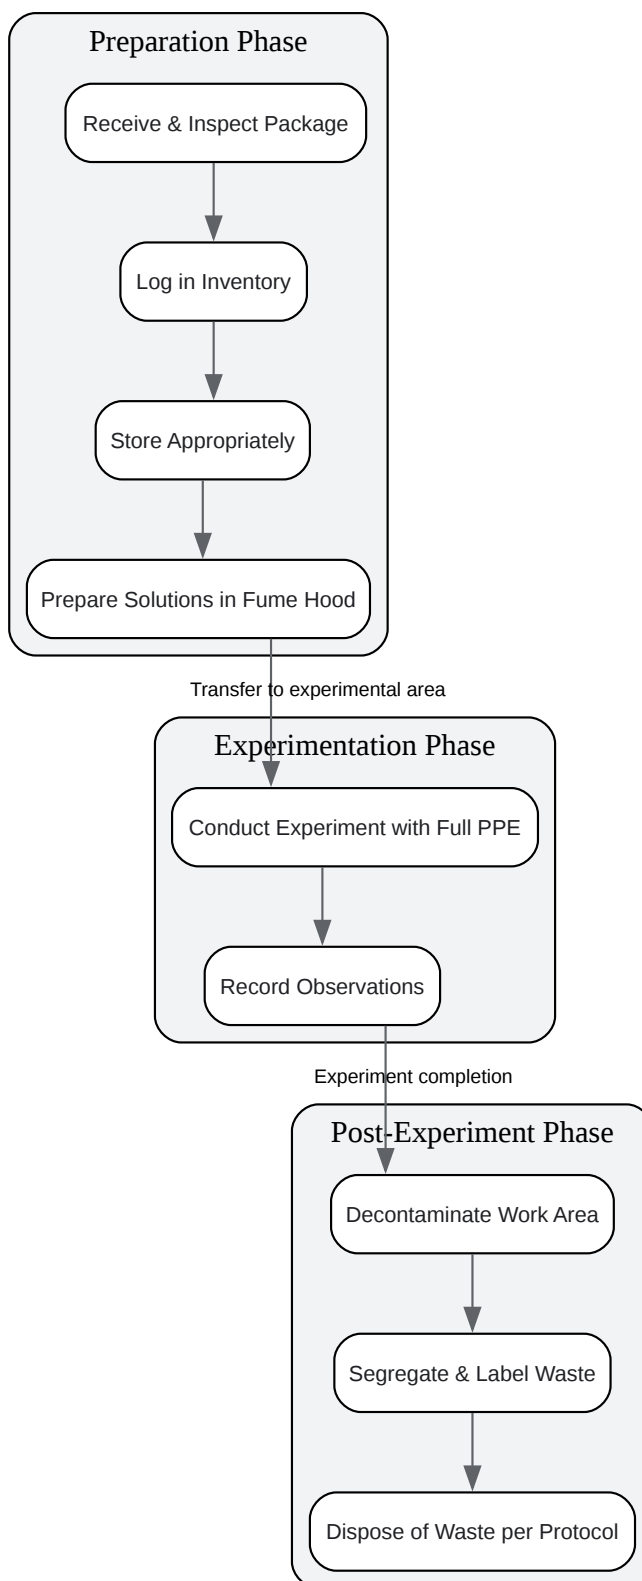 Preparation Phase
Receive & Inspect Package
Log in Inventory
Store Appropriately
Prepare Solutions in Fume Hood
Transfer to experimental area
Experimentation Phase
Conduct Experiment with Full PPE
Record Observations
Experiment completion
Post-Experiment Phase
Decontaminate Work Area
Segregate & Label Waste
Dispose of Waste per Protocol